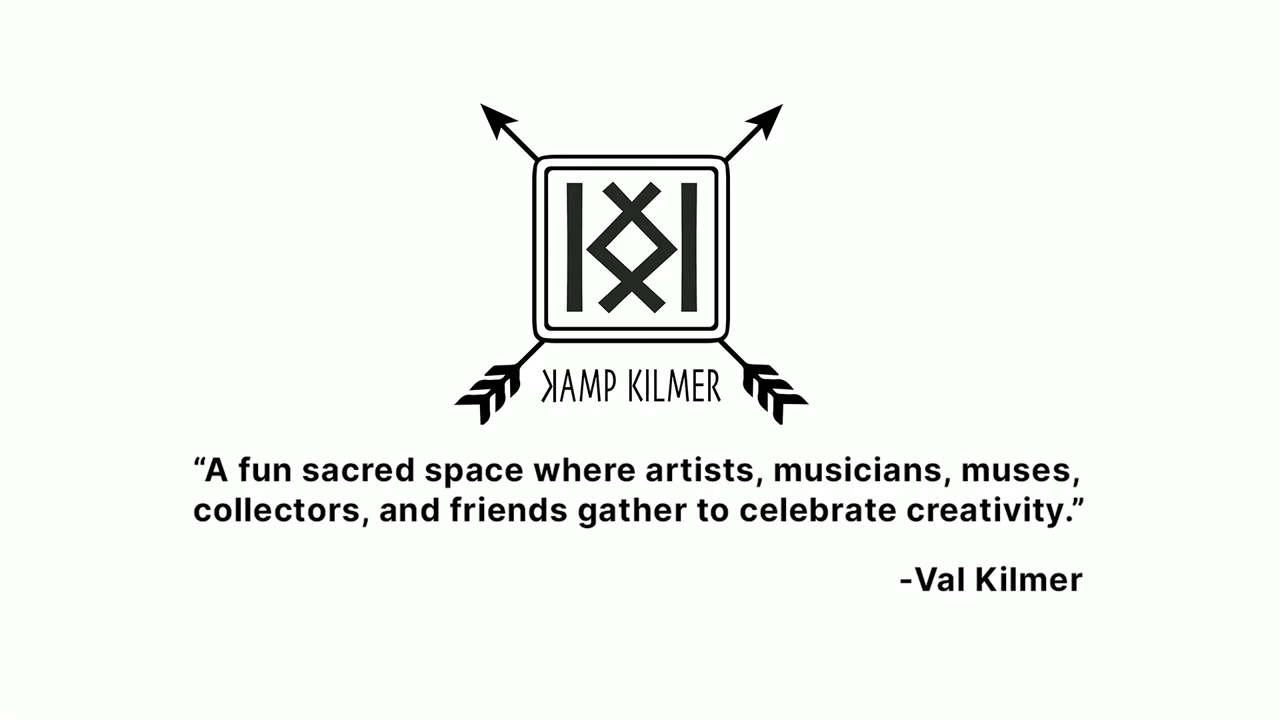 KAMP KILMER
“A fun sacred space where artists, musicians, muses,
collectors, and friends gather to celebrate creativity.”
-Val Kilmer